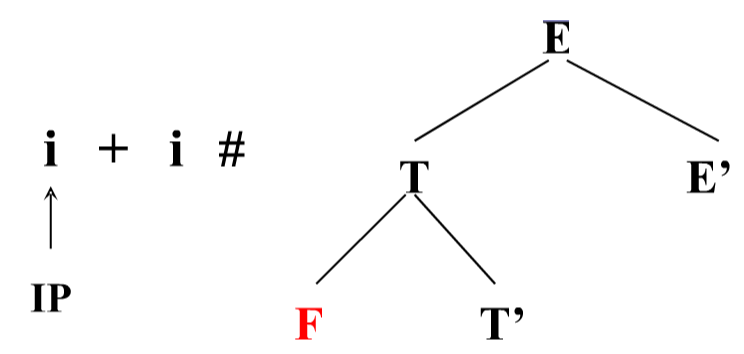 E
i + i #
T E’
IP
F T’